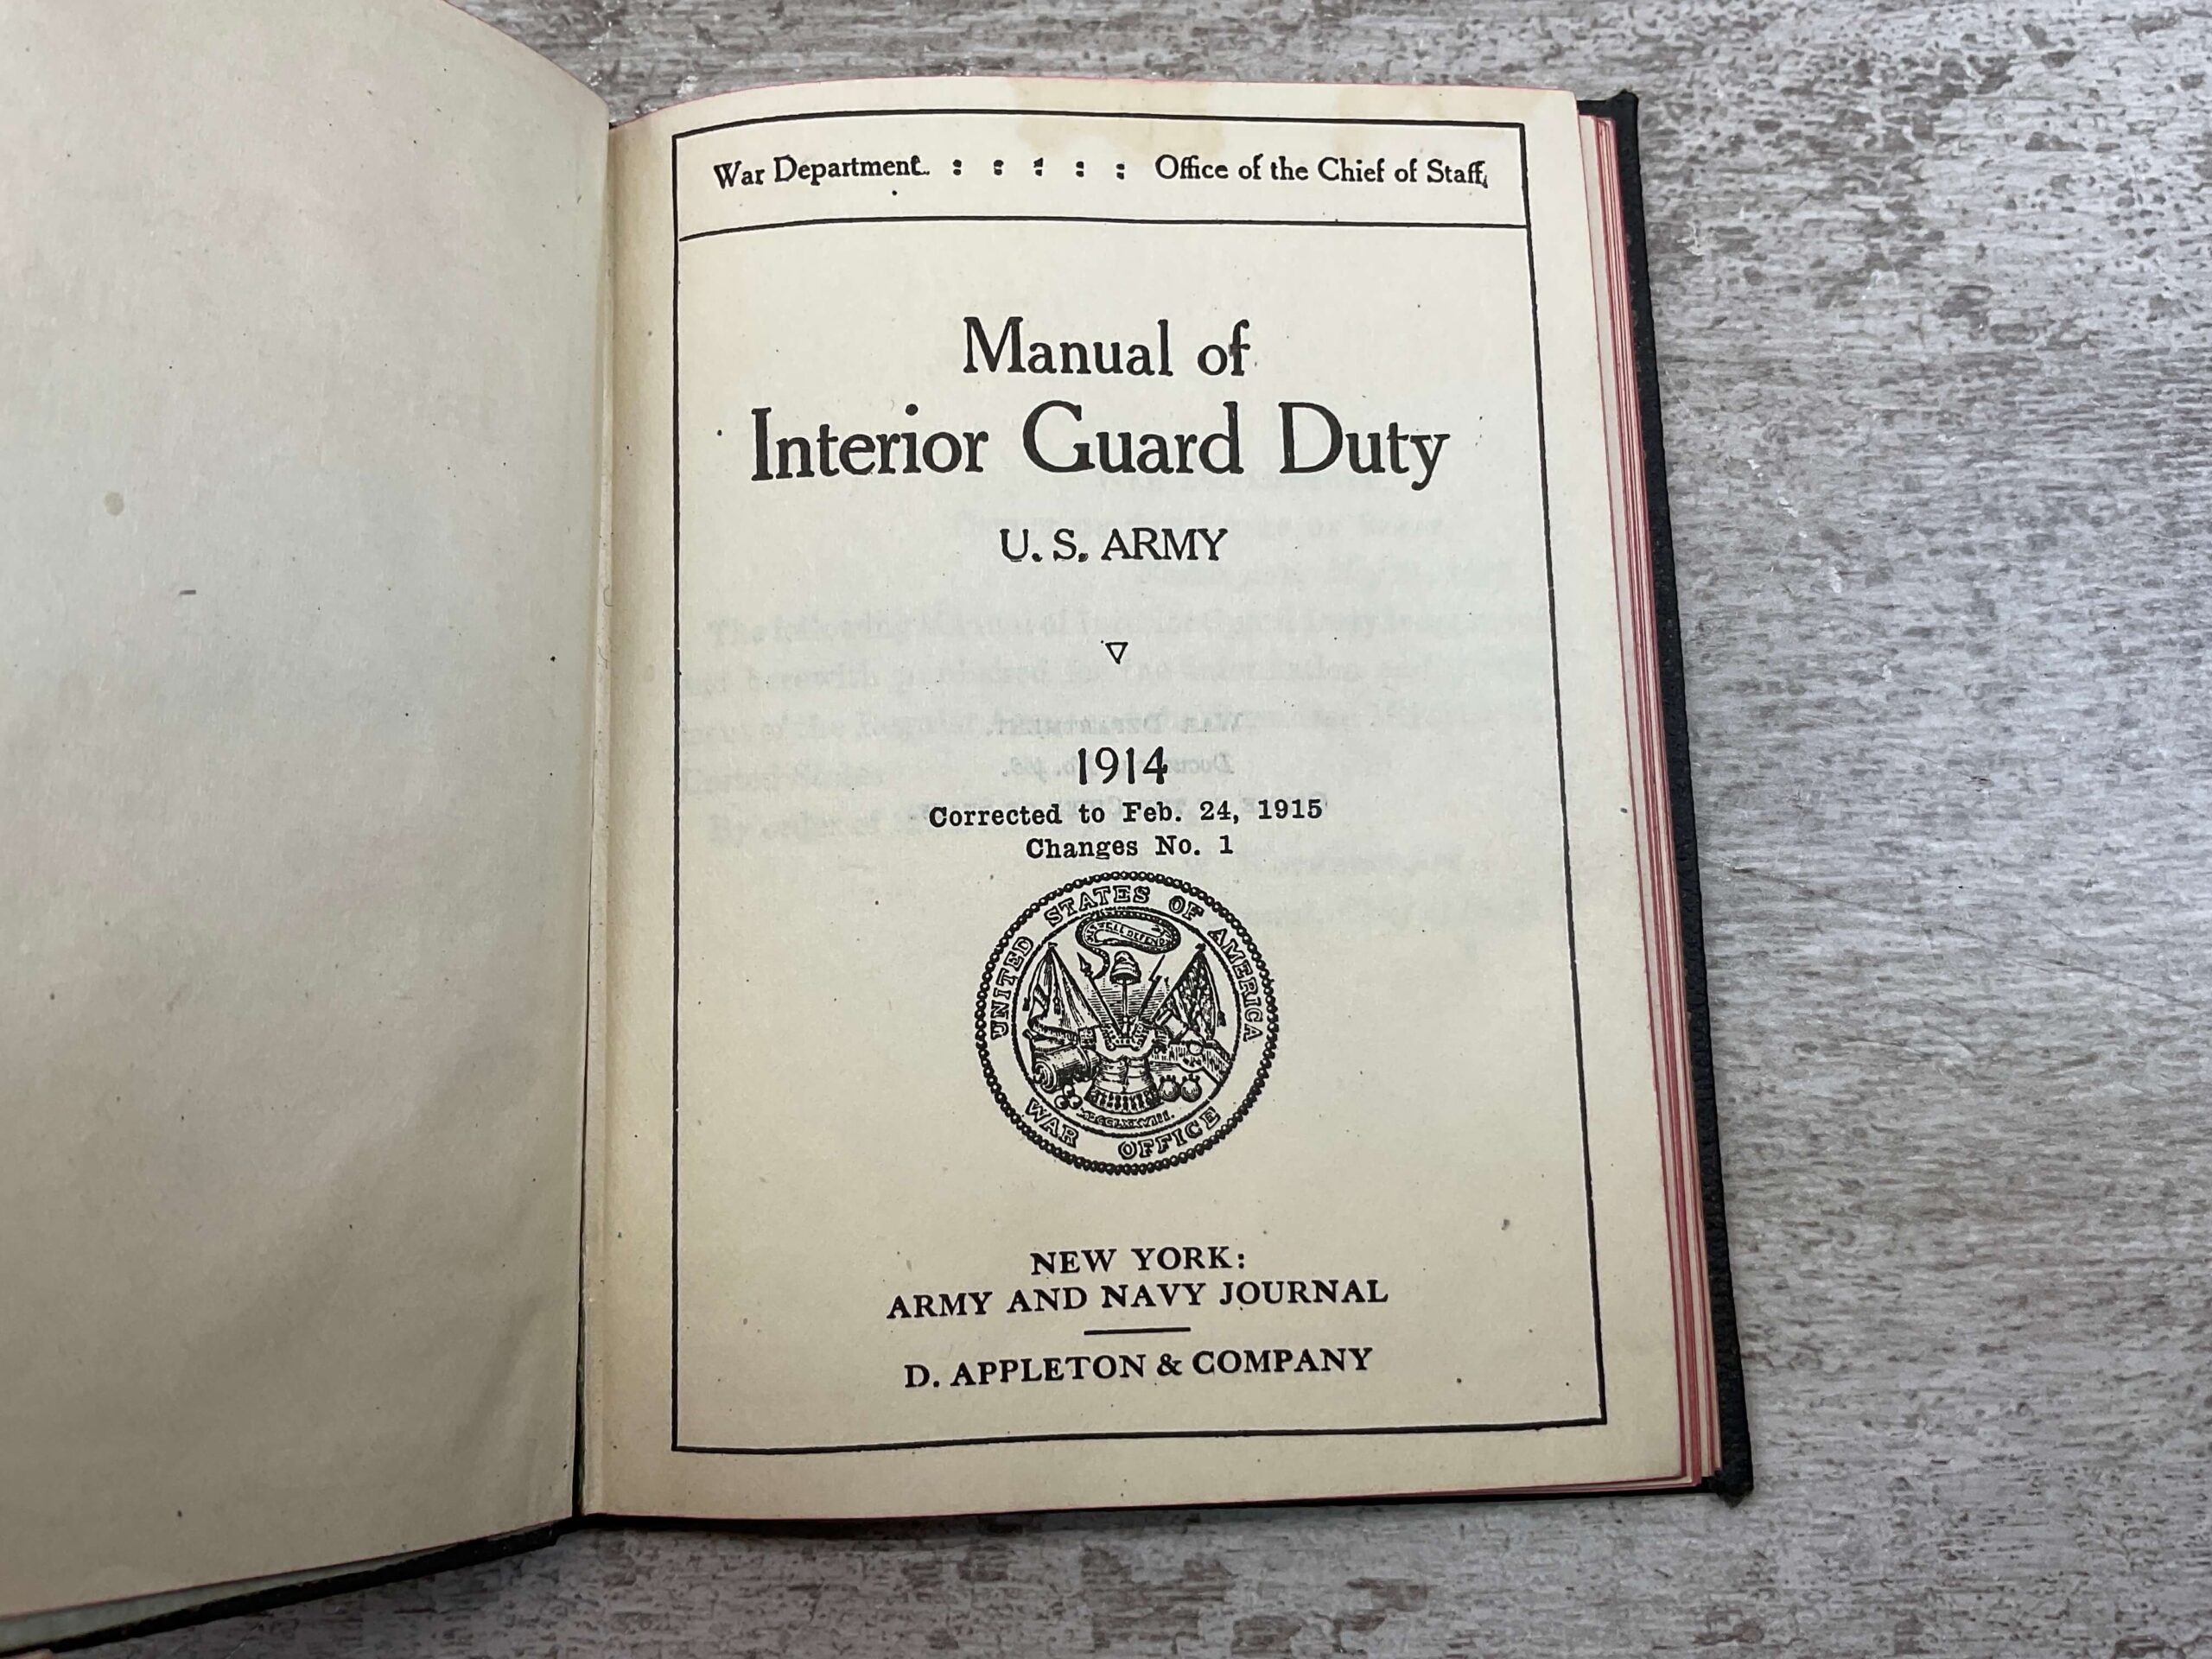 War Department. : : : : : Office of the Chief of Staff,
Manual of
Interior Guard Duty
U. S. ARMY
1914
Corrected to Feb. 24, 1915
Changes No. 1
UNITED STATES OF AMERICA
WAR OFFICE
NEW YORK:
ARMY AND NAVY JOURNAL
D. APPLETON & COMPANY